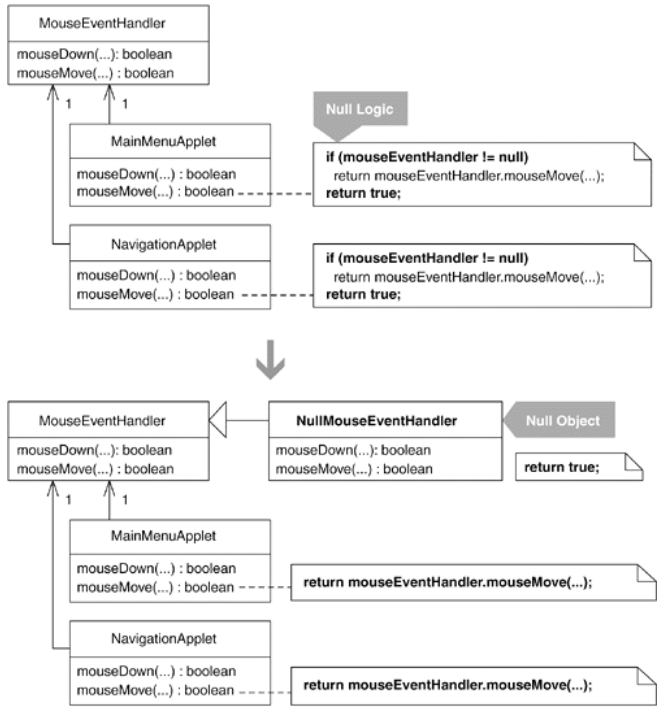 MouseEventHandler
mouseDown(...): boolean
mouseMove(...) : boolean
1
1
Null Logic
MainMenuApplet
mouseDown(...) : boolean
mouseMove(...) : boolean
if (mouseEventHandler != null)
return mouseEventHandler.mouseMove(...);
return true;
NavigationApplet
mouseDown(...) : boolean
mouseMove(...) : boolean
if (mouseEventHandler != null)
return mouseEventHandler.mouseMove(...);
return true;
MouseEventHandler
mouseDown(...): boolean
mouseMove(...) : boolean
NullMouseEventHandler
mouseDown(...): boolean
mouseMove(...) : boolean
Null Object
return true;
1
1
MainMenuApplet
mouseDown(...) : boolean
mouseMove(...) : boolean
return mouseEventHandler.mouseMove(...);
NavigationApplet
mouseDown(...) : boolean
mouseMove(...) : boolean
return mouseEventHandler.mouseMove(...);